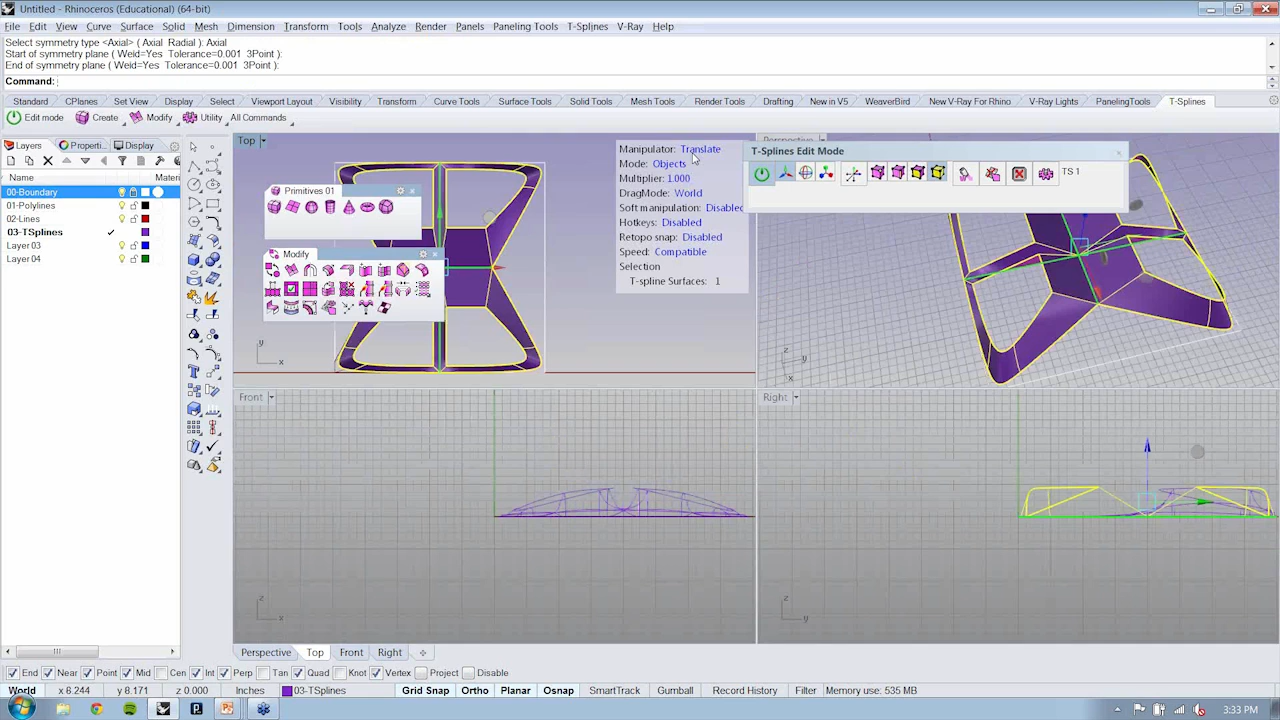 Untitled - Rhinoceros (Educational) (64-bit)
File Edit View Curve Surface Solid Mesh Dimension Transform Tools Analyze Render Panels Paneling Tools T-Splines V-Ray Help
Select symmetry type <Axial> ( Axial Radial ): Axial
Start of symmetry plane ( Weld=Yes Tolerance=0.001 3Point ):
End of symmetry plane ( Weld=Yes Tolerance=0.001 3Point ):
Command:
Standard CPlanes Set View Display Select Viewport Layout Visibility Transform Curve Tools Surface Tools Solid Tools Mesh Tools Render Tools Drafting New in V5 WeaverBird New V-Ray For Rhino V-Ray Lights PanelingTools T-Splines
Edit mode Create Modify Utility All Commands
Layers Properti... Display
Name Materi
00-Boundary
01-Polylines
02-Lines
03-TSplines
Layer 03
Layer 04
Top
Primitives 01
Modify
Manipulator: Translate
Mode: Objects
Multiplier: 1.000
DragMode: World
Soft manipulation: Disabled
Hotkeys: Disabled
Retopo snap: Disabled
Speed: Compatible
Selection
T-spline Surfaces: 1
Perspective
T-Splines Edit Mode
TS 1
y
x
z
y
x
Front
z
x
Right
z
y
Perspective Top Front Right
End Near Point Mid Cen Int Perp Tan Quad Knot Vertex Project Disable
World x 6.244 y 8.171 z 0.000 Inches 03-TSplines Grid Snap Ortho Planar Osnap SmartTrack Gumball Record History Filter Memory use: 535 MB
3:33 PM